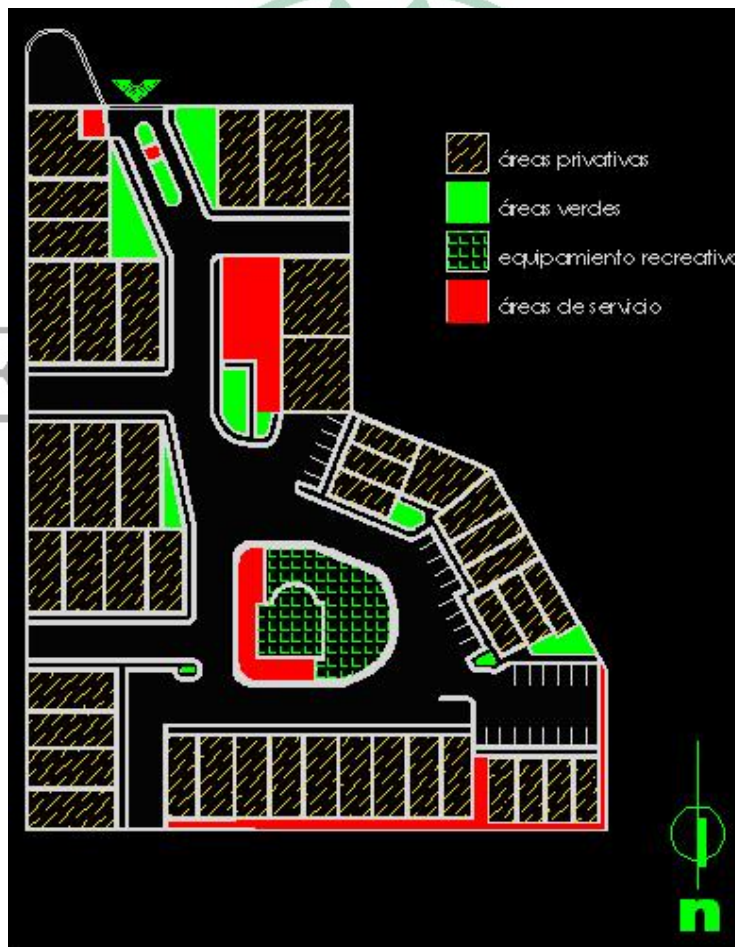 áreas privativas
áreas verdes
equipamiento recreativo
áreas de servicio
n